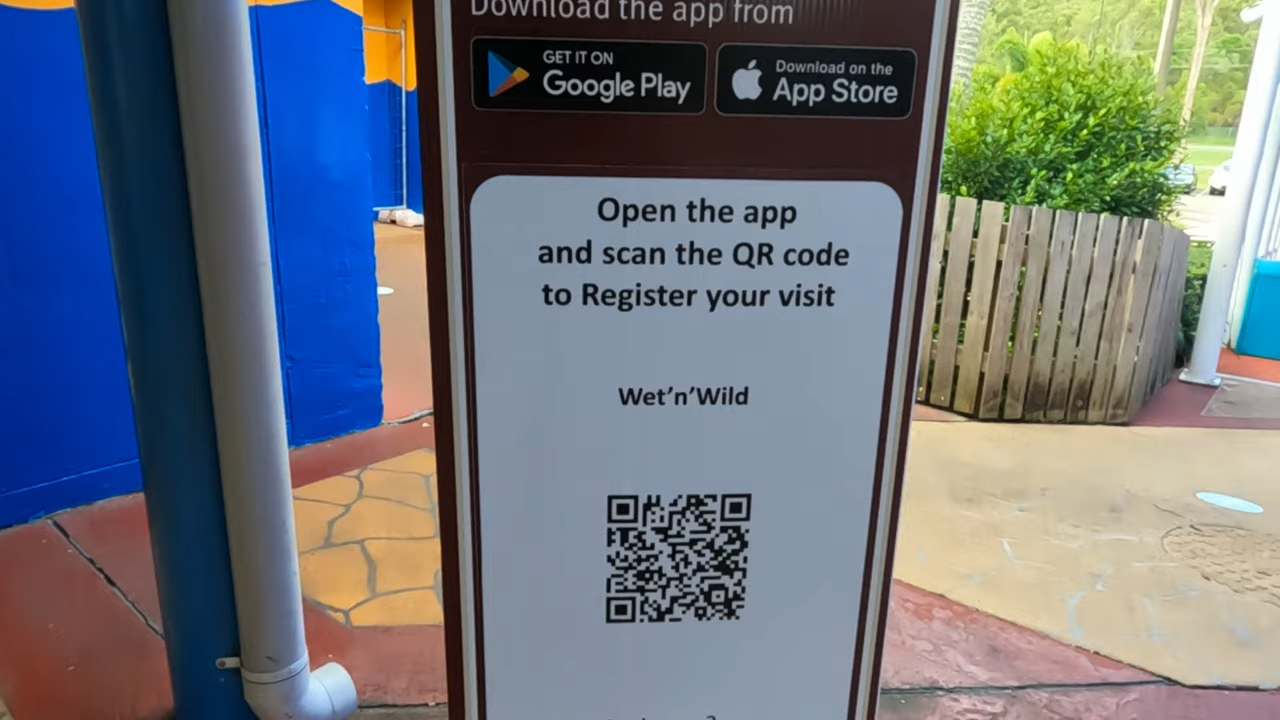 Download the app from
GET IT ON
Google Play
Download on the
App Store
Open the app
and scan the QR code
to Register your visit
Wet'n'Wild